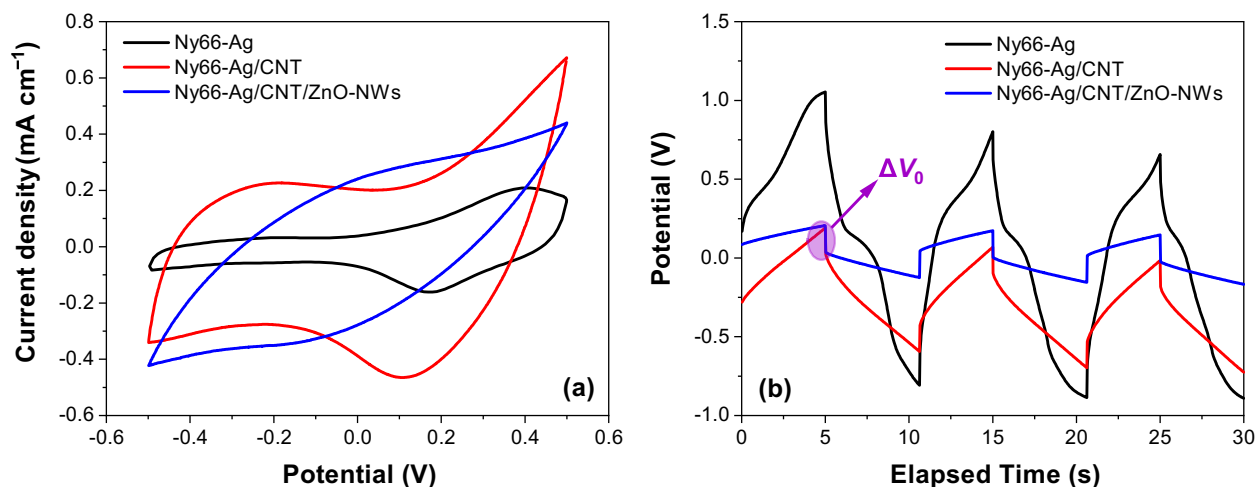 Current density (mA cm⁻¹)
0.8
0.6
0.4
0.2
0.0
-0.2
-0.4
-0.6
Ny66-Ag
Ny66-Ag/CNT
Ny66-Ag/CNT/ZnO-NWs
(a)
-0.6 -0.4 -0.2 0.0 0.2 0.4 0.6
Potential (V)
Potential (V)
1.5
1.0
0.5
0.0
-0.5
-1.0
Ny66-Ag
Ny66-Ag/CNT
Ny66-Ag/CNT/ZnO-NWs
ΔV₀
(b)
0 5 10 15 20 25 30
Elapsed Time (s)